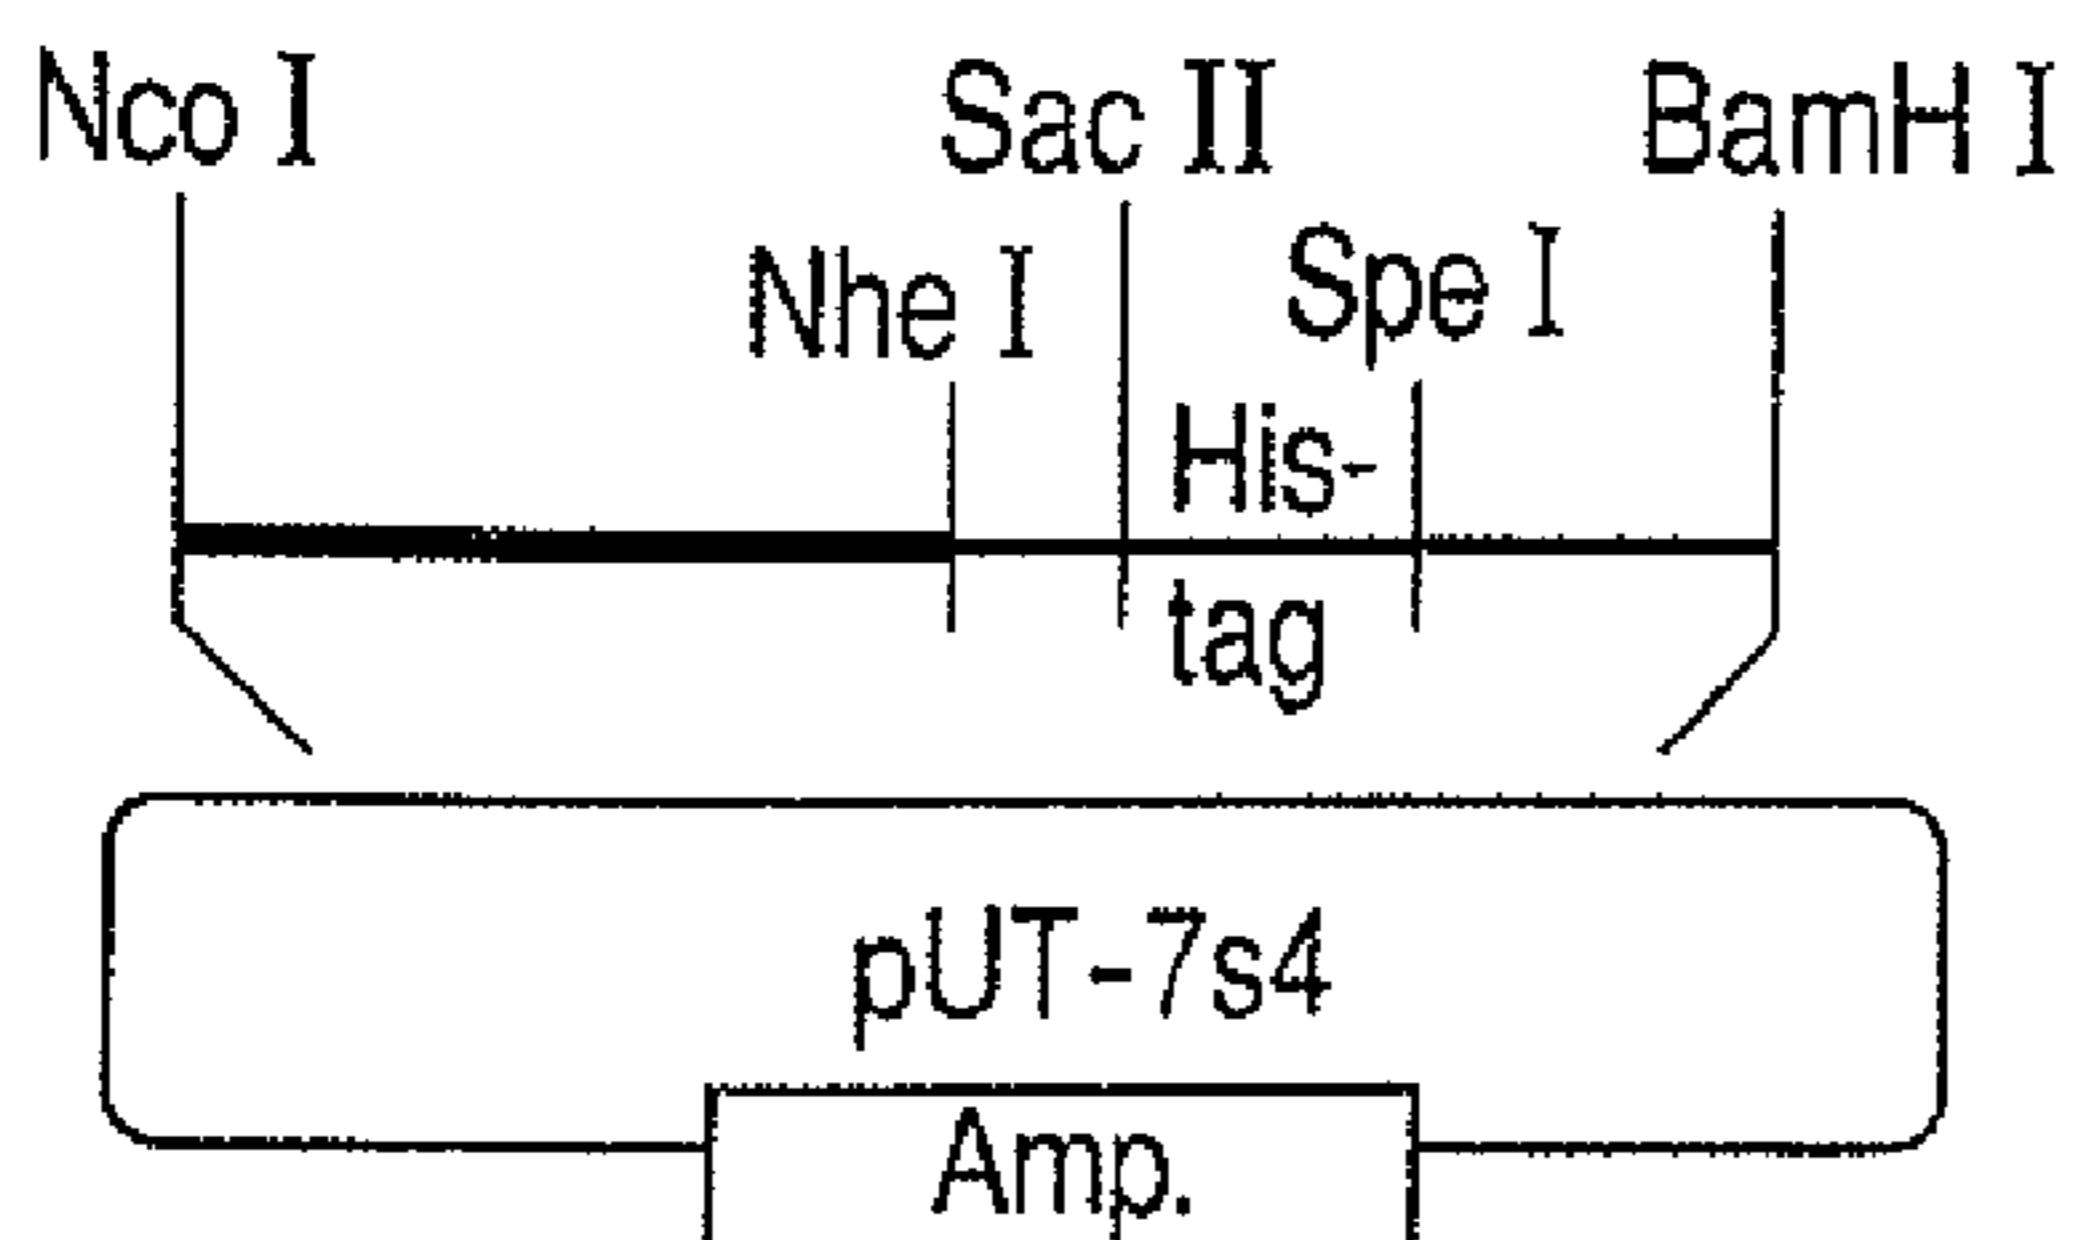 Nco I
Sac II
BamH I
Nhe I
Spe I
His-
tag
pUT-7s4
Amp.